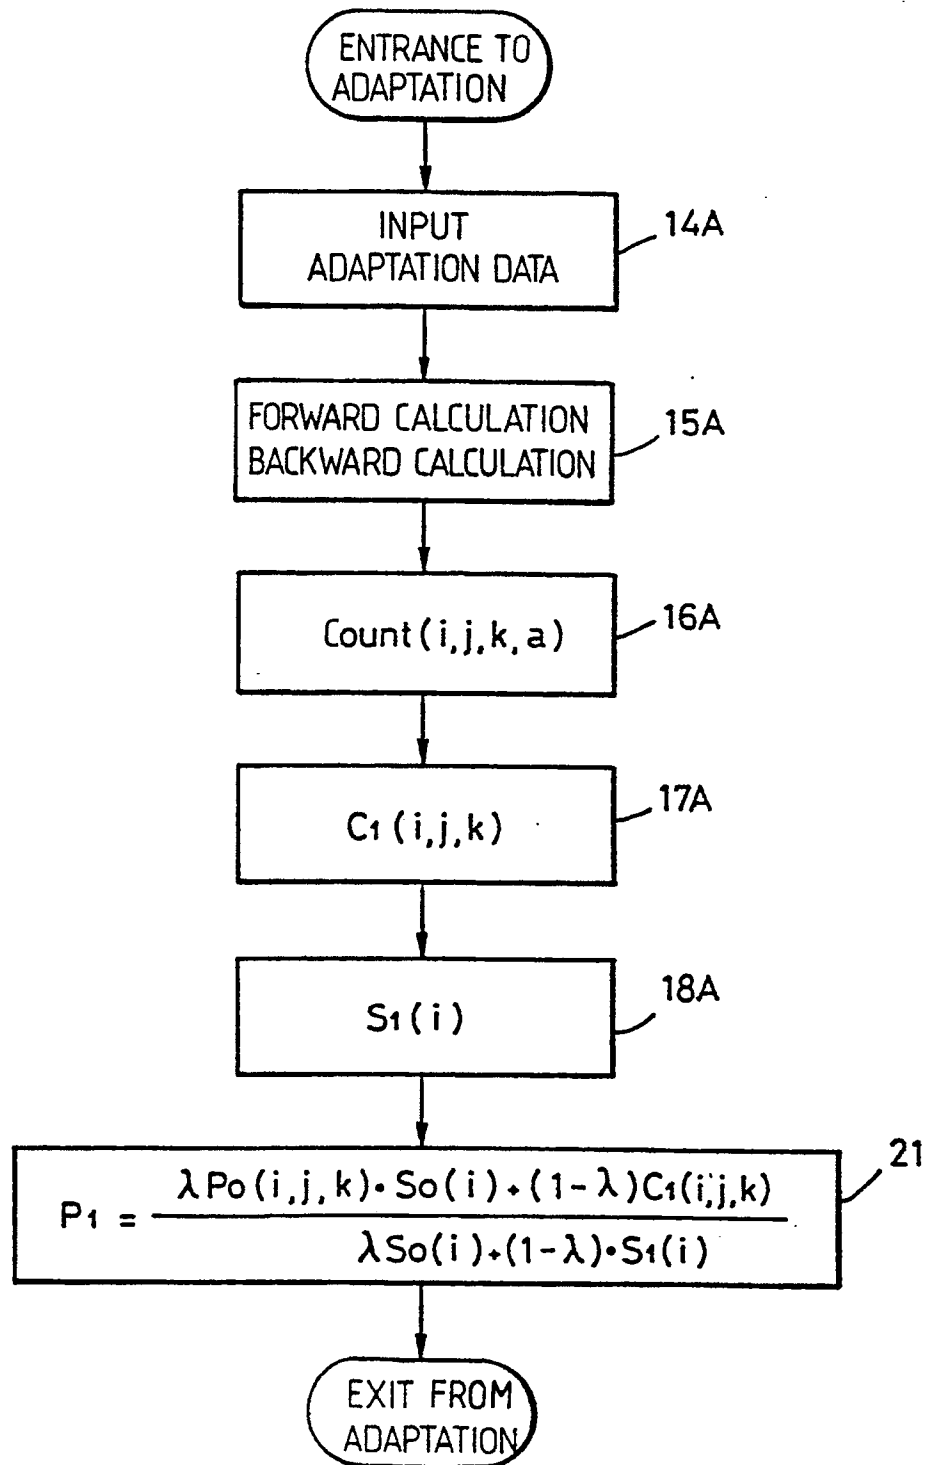 ENTRANCE TO
ADAPTATION
INPUT
ADAPTATION DATA
14A
FORWARD CALCULATION
BACKWARD CALCULATION
15A
Count(i,j,k,a)
16A
C1(i,j,k)
17A
S1(i)
18A
21
P1 = λPo(i,j,k)•So(i)+(1-λ)C1(i,j,k)
λSo(i)+(1-λ)•S1(i)
EXIT FROM
ADAPTATION